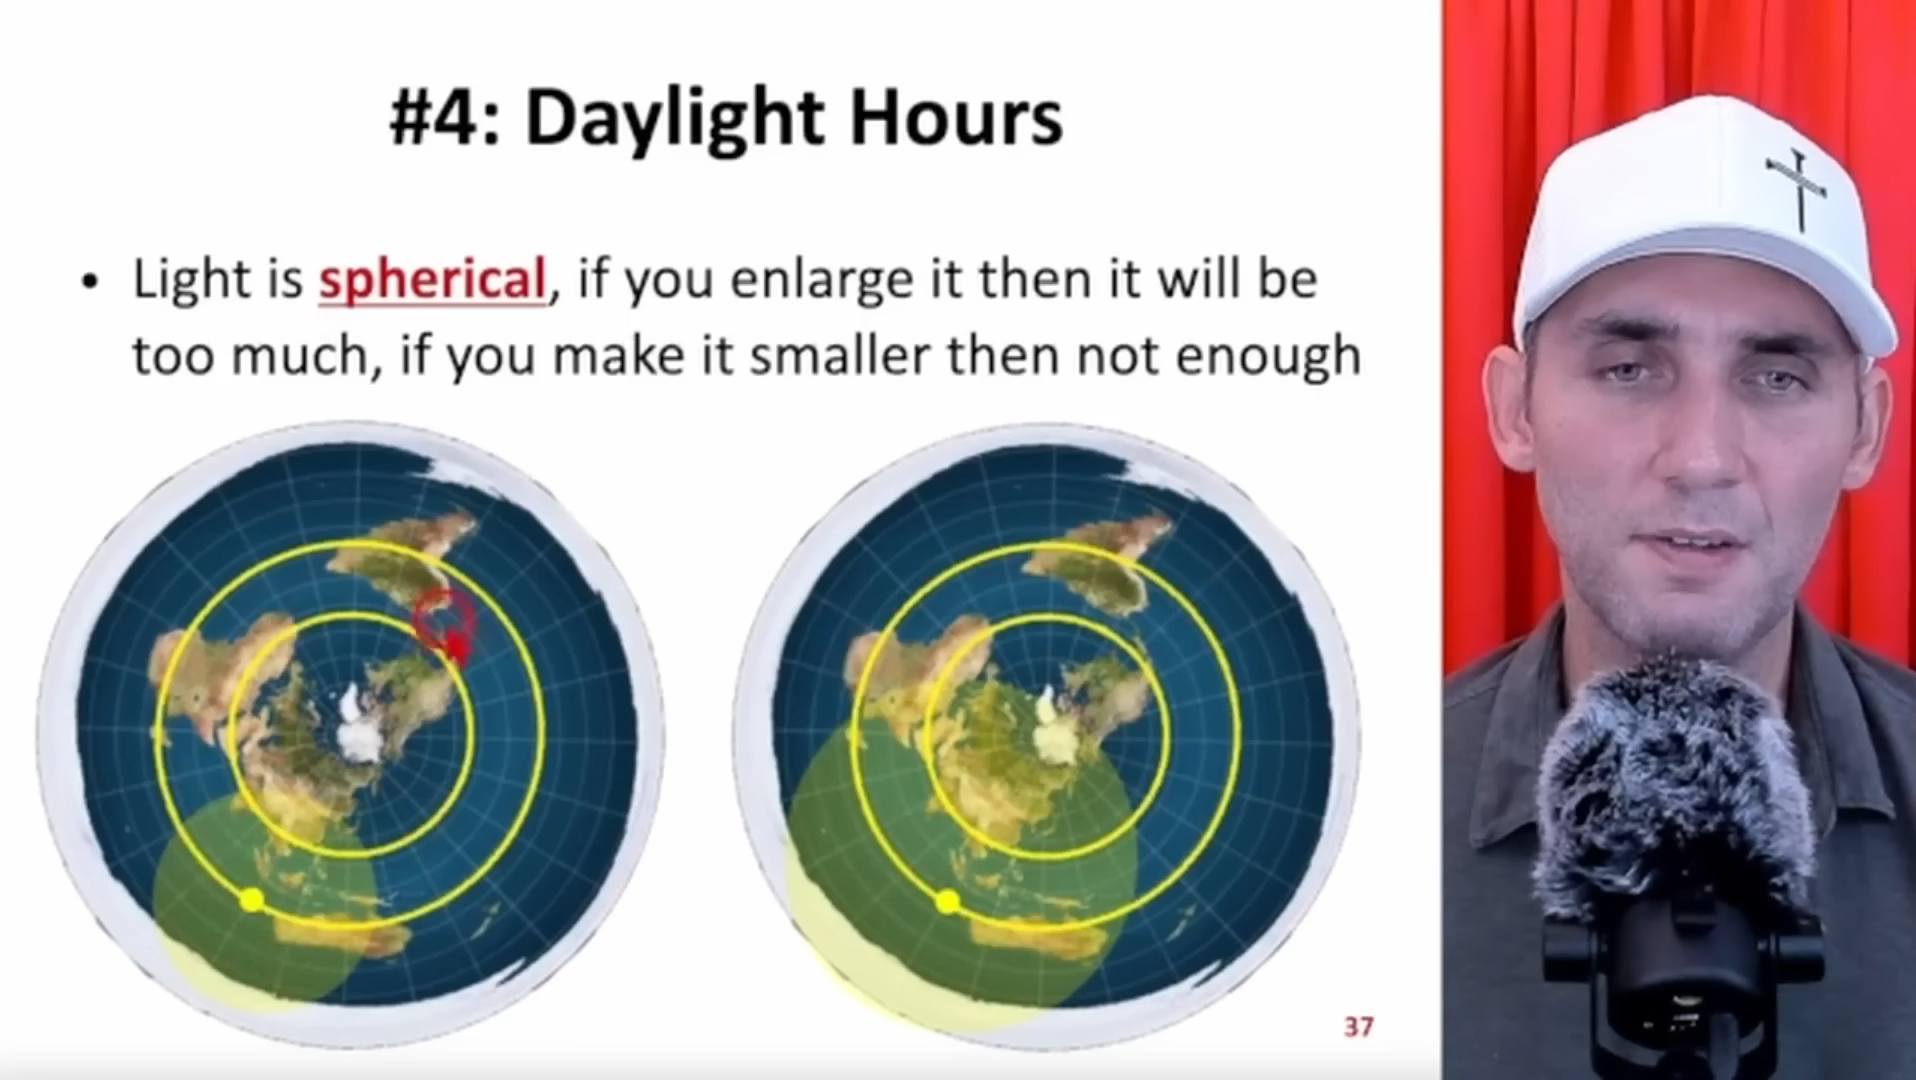 #4: Daylight Hours
• Light is spherical, if you enlarge it then it will be
too much, if you make it smaller then not enough
37